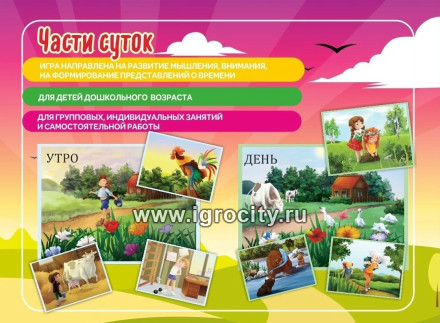 Части суток
ИГРА НАПРАВЛЕНА НА РАЗВИТИЕ МЫШЛЕНИЯ, ВНИМАНИЯ,
НА ФОРМИРОВАНИЕ ПРЕДСТАВЛЕНИЙ О ВРЕМЕНИ
ДЛЯ ДЕТЕЙ ДОШКОЛЬНОГО ВОЗРАСТА
ДЛЯ ГРУППОВЫХ, ИНДИВИДУАЛЬНЫХ ЗАНЯТИЙ
И САМОСТОЯТЕЛЬНОЙ РАБОТЫ
УТРО
ДЕНЬ
www.igrocity.ru